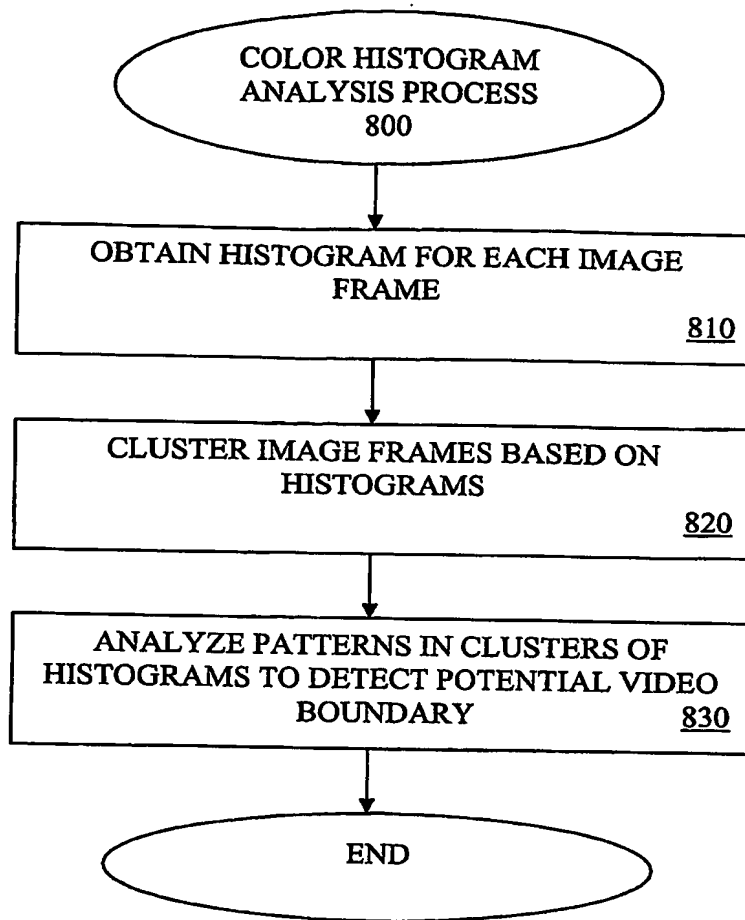 COLOR HISTOGRAM
ANALYSIS PROCESS
800
OBTAIN HISTOGRAM FOR EACH IMAGE
FRAME
810
CLUSTER IMAGE FRAMES BASED ON
HISTOGRAMS
820
ANALYZE PATTERNS IN CLUSTERS OF
HISTOGRAMS TO DETECT POTENTIAL VIDEO
BOUNDARY 830
END